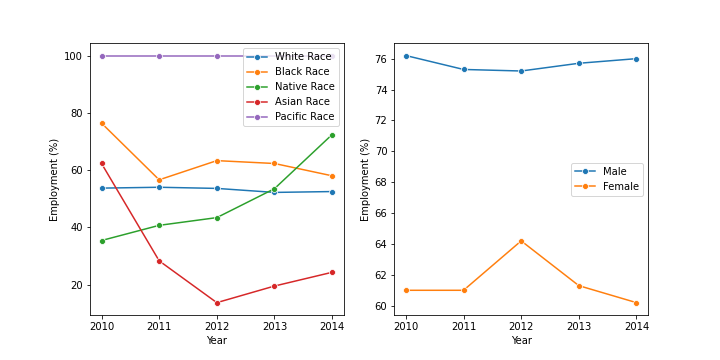 100
80
60
40
20
Employment (%)
2010 2011 2012 2013 2014
Year
White Race
Black Race
Native Race
Asian Race
Pacific Race
76
74
72
70
68
66
64
62
60
Employment (%)
2010 2011 2012 2013 2014
Year
Male
Female